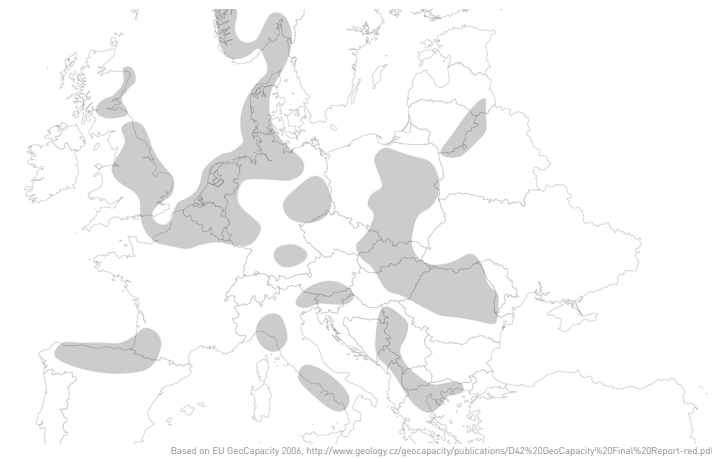 Based on EU GeoCapacity 2006, http://www.geology.cz/geocapacity/publications/D42%20GeoCapacity%20Final%20Report-red.pdf